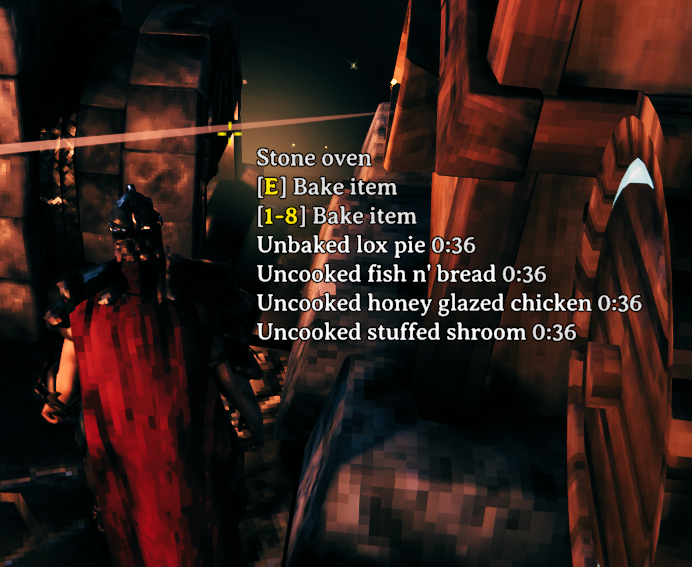 Stone oven
[E] Bake item
[1-8] Bake item
Unbaked lox pie 0:36
Uncooked fish n' bread 0:36
Uncooked honey glazed chicken 0:36
Uncooked stuffed shroom 0:36